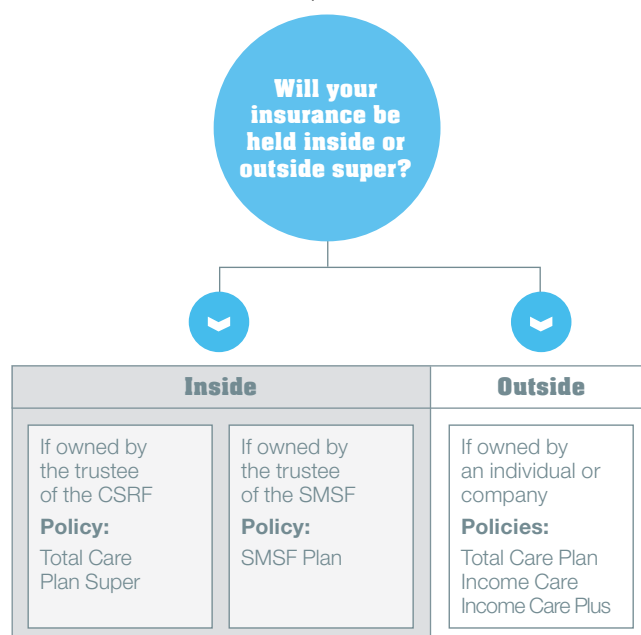 Will your
insurance be
held inside or
outside super?
Inside
Outside
If owned by
the trustee
of the CSRF
Policy:
Total Care
Plan Super
If owned by
the trustee
of the SMSF
Policy:
SMSF Plan
If owned by
an individual or
company
Policies:
Total Care Plan
Income Care
Income Care Plus